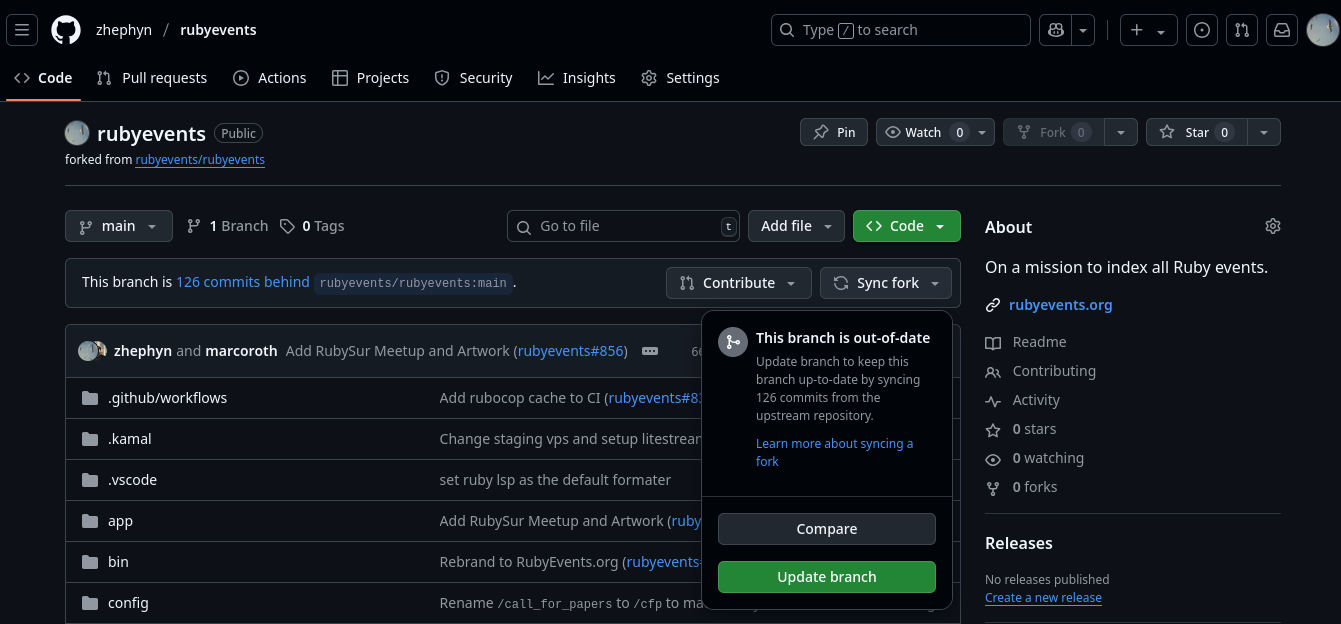 zhephyn / rubyevents
Type / to search
Code
Pull requests
Actions
Projects
Security
Insights
Settings
rubyevents Public
Pin
Watch 0
Fork 0
Star 0
forked from rubyevents/rubyevents
main
1 Branch
0 Tags
Go to file t
Add file
Code
This branch is 126 commits behind rubyevents/rubyevents:main .
Contribute
Sync fork
This branch is out-of-date
Update branch to keep this
branch up-to-date by syncing
126 commits from the
upstream repository.
Learn more about syncing a
fork
Compare
Update branch
zhephyn and marcoroth Add RubySur Meetup and Artwork (rubyevents#856)
.github/workflows Add rubocop cache to CI (rubyevents#83
.kamal Change staging vps and setup litestrean
.vscode set ruby lsp as the default formater
app Add RubySur Meetup and Artwork (ruby
bin Rebrand to RubyEvents.org (rubyevents
config Rename /call_for_papers to /cfp to ma
About
On a mission to index all Ruby events.
rubyevents.org
Readme
Contributing
Activity
0 stars
0 watching
0 forks
Releases
No releases published
Create a new release